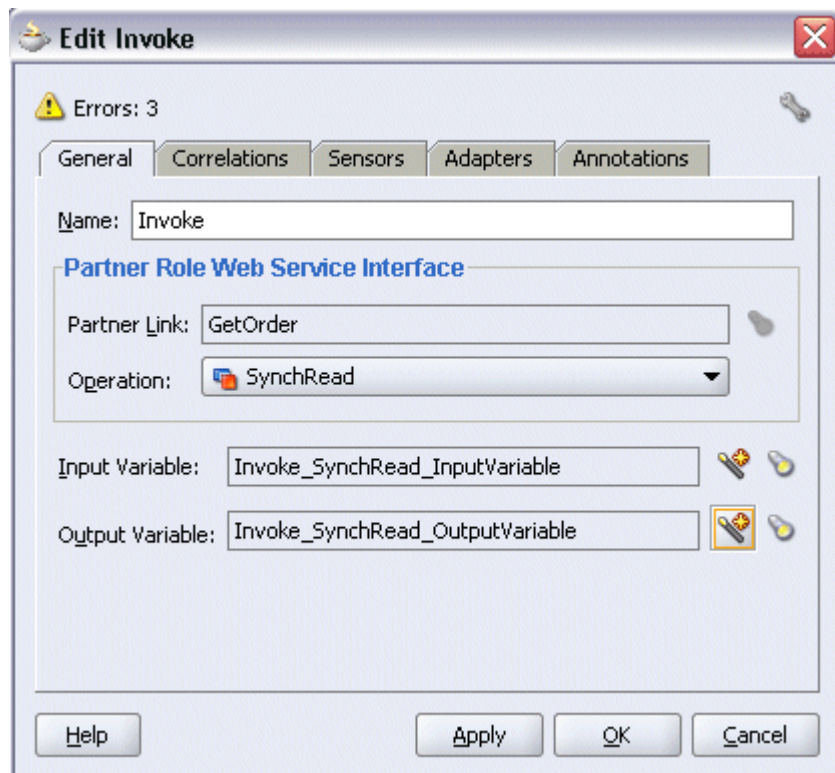 Edit Invoke
Errors: 3
General Correlations Sensors Adapters Annotations
Name: Invoke
Partner Role Web Service Interface
Partner Link: GetOrder
Operation: SynchRead
Input Variable: Invoke_SynchRead_InputVariable
Output Variable: Invoke_SynchRead_OutputVariable
Help Apply OK Cancel